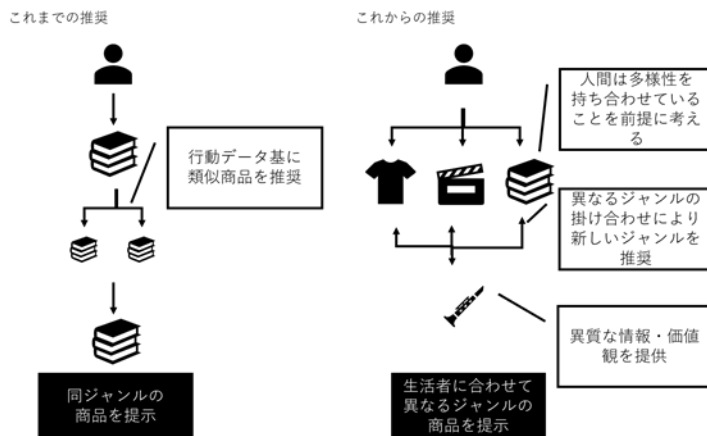 これまでの推奨
行動データ基に
類似商品を推奨
同ジャンルの
商品を提示
これからの推奨
人間は多様性を
持ち合わせている
ことを前提に考え
る
異なるジャンルの
掛け合わせにより
新しいジャンルを
推奨
異質な情報・価値
観を提供
生活者に合わせて
異なるジャンルの
商品を提示